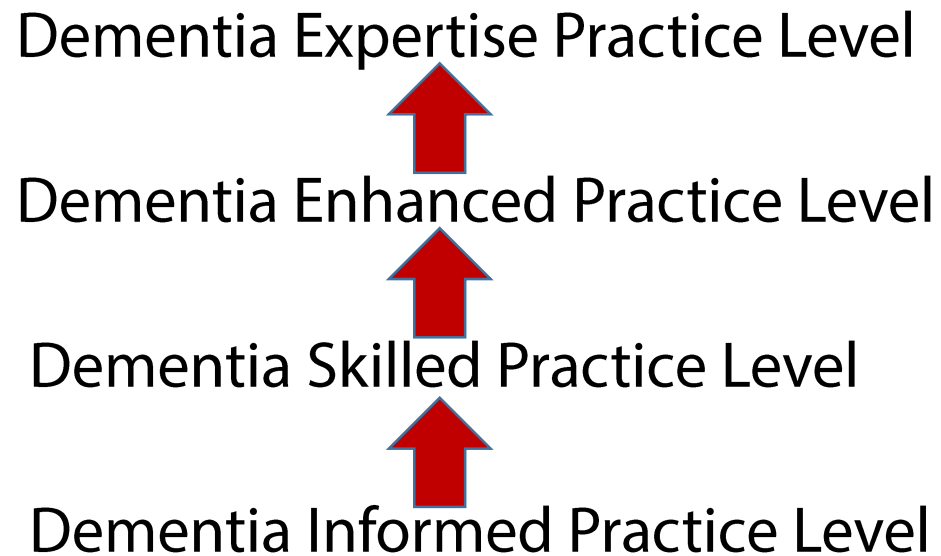 Dementia Expertise Practice Level
Dementia Enhanced Practice Level
Dementia Skilled Practice Level
Dementia Informed Practice Level